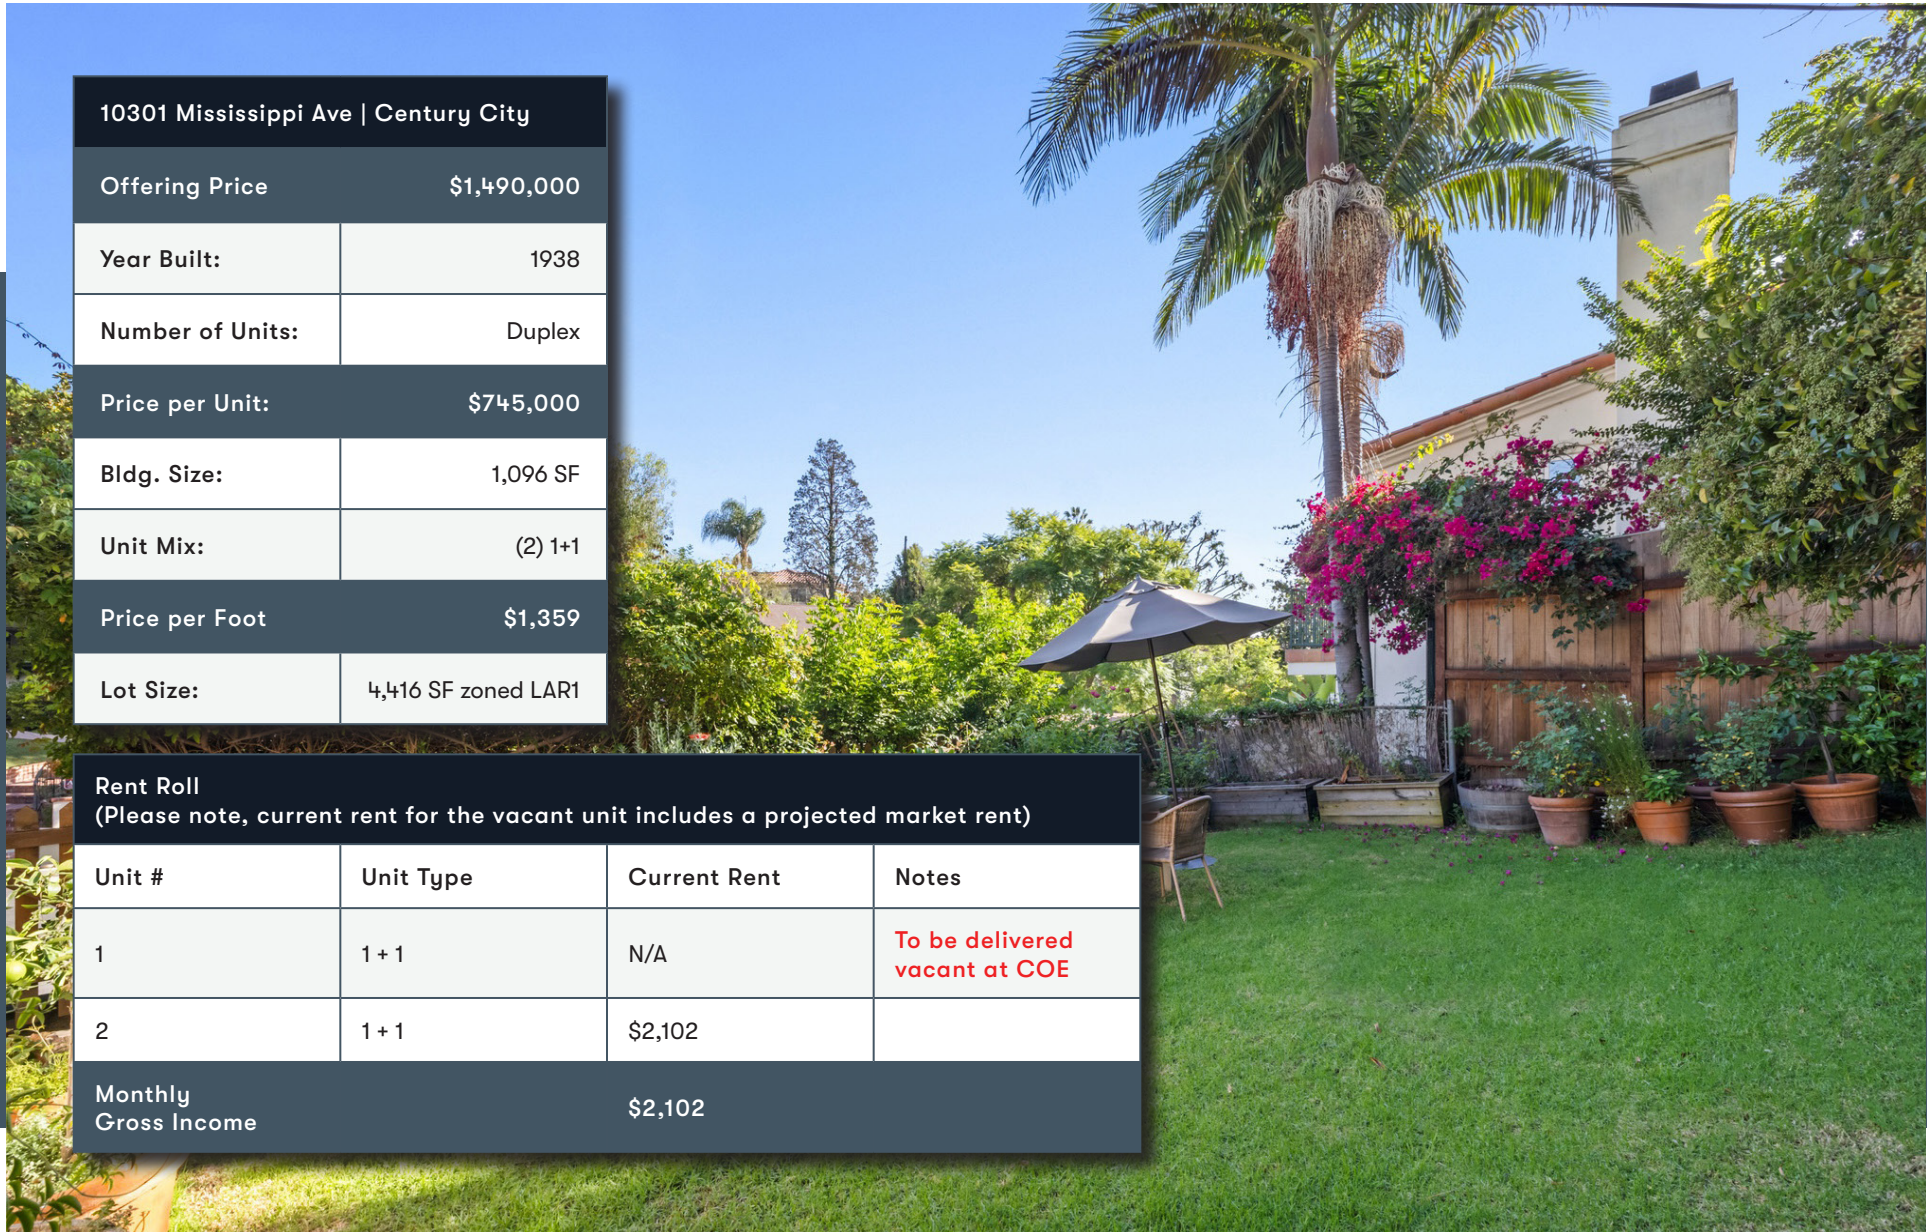 10301 Mississippi Ave | Century City
Offering Price $1,490,000
Year Built: 1938
Number of Units: Duplex
Price per Unit: $745,000
Bldg. Size: 1,096 SF
Unit Mix: (2) 1+1
Price per Foot $1,359
Lot Size: 4,416 SF zoned LAR1
Rent Roll
(Please note, current rent for the vacant unit includes a projected market rent)
Unit # Unit Type Current Rent Notes
1 1 + 1 N/A To be delivered
vacant at COE
2 1 + 1 $2,102
Monthly
Gross Income $2,102